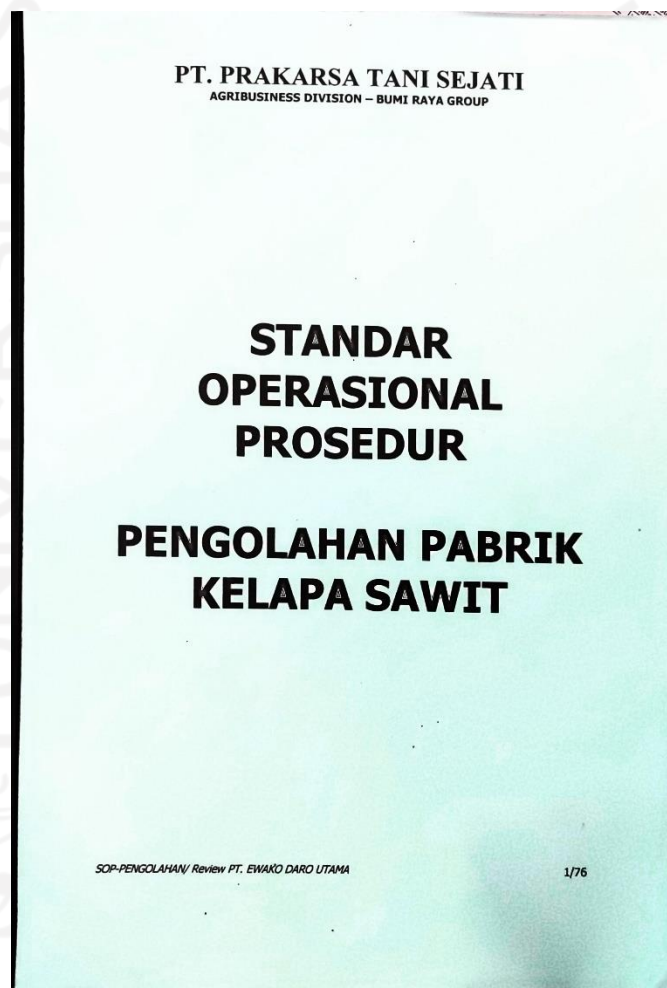 PT. PRAKARSA TANI SEJATI
AGRIBUSINESS DIVISION – BUMI RAYA GROUP
STANDAR
OPERASIONAL
PROSEDUR
PENGOLAHAN PABRIK
KELAPA SAWIT
SOP-PENGOLAHAN/ Review PT. EWAKO DARO UTAMA 1/76